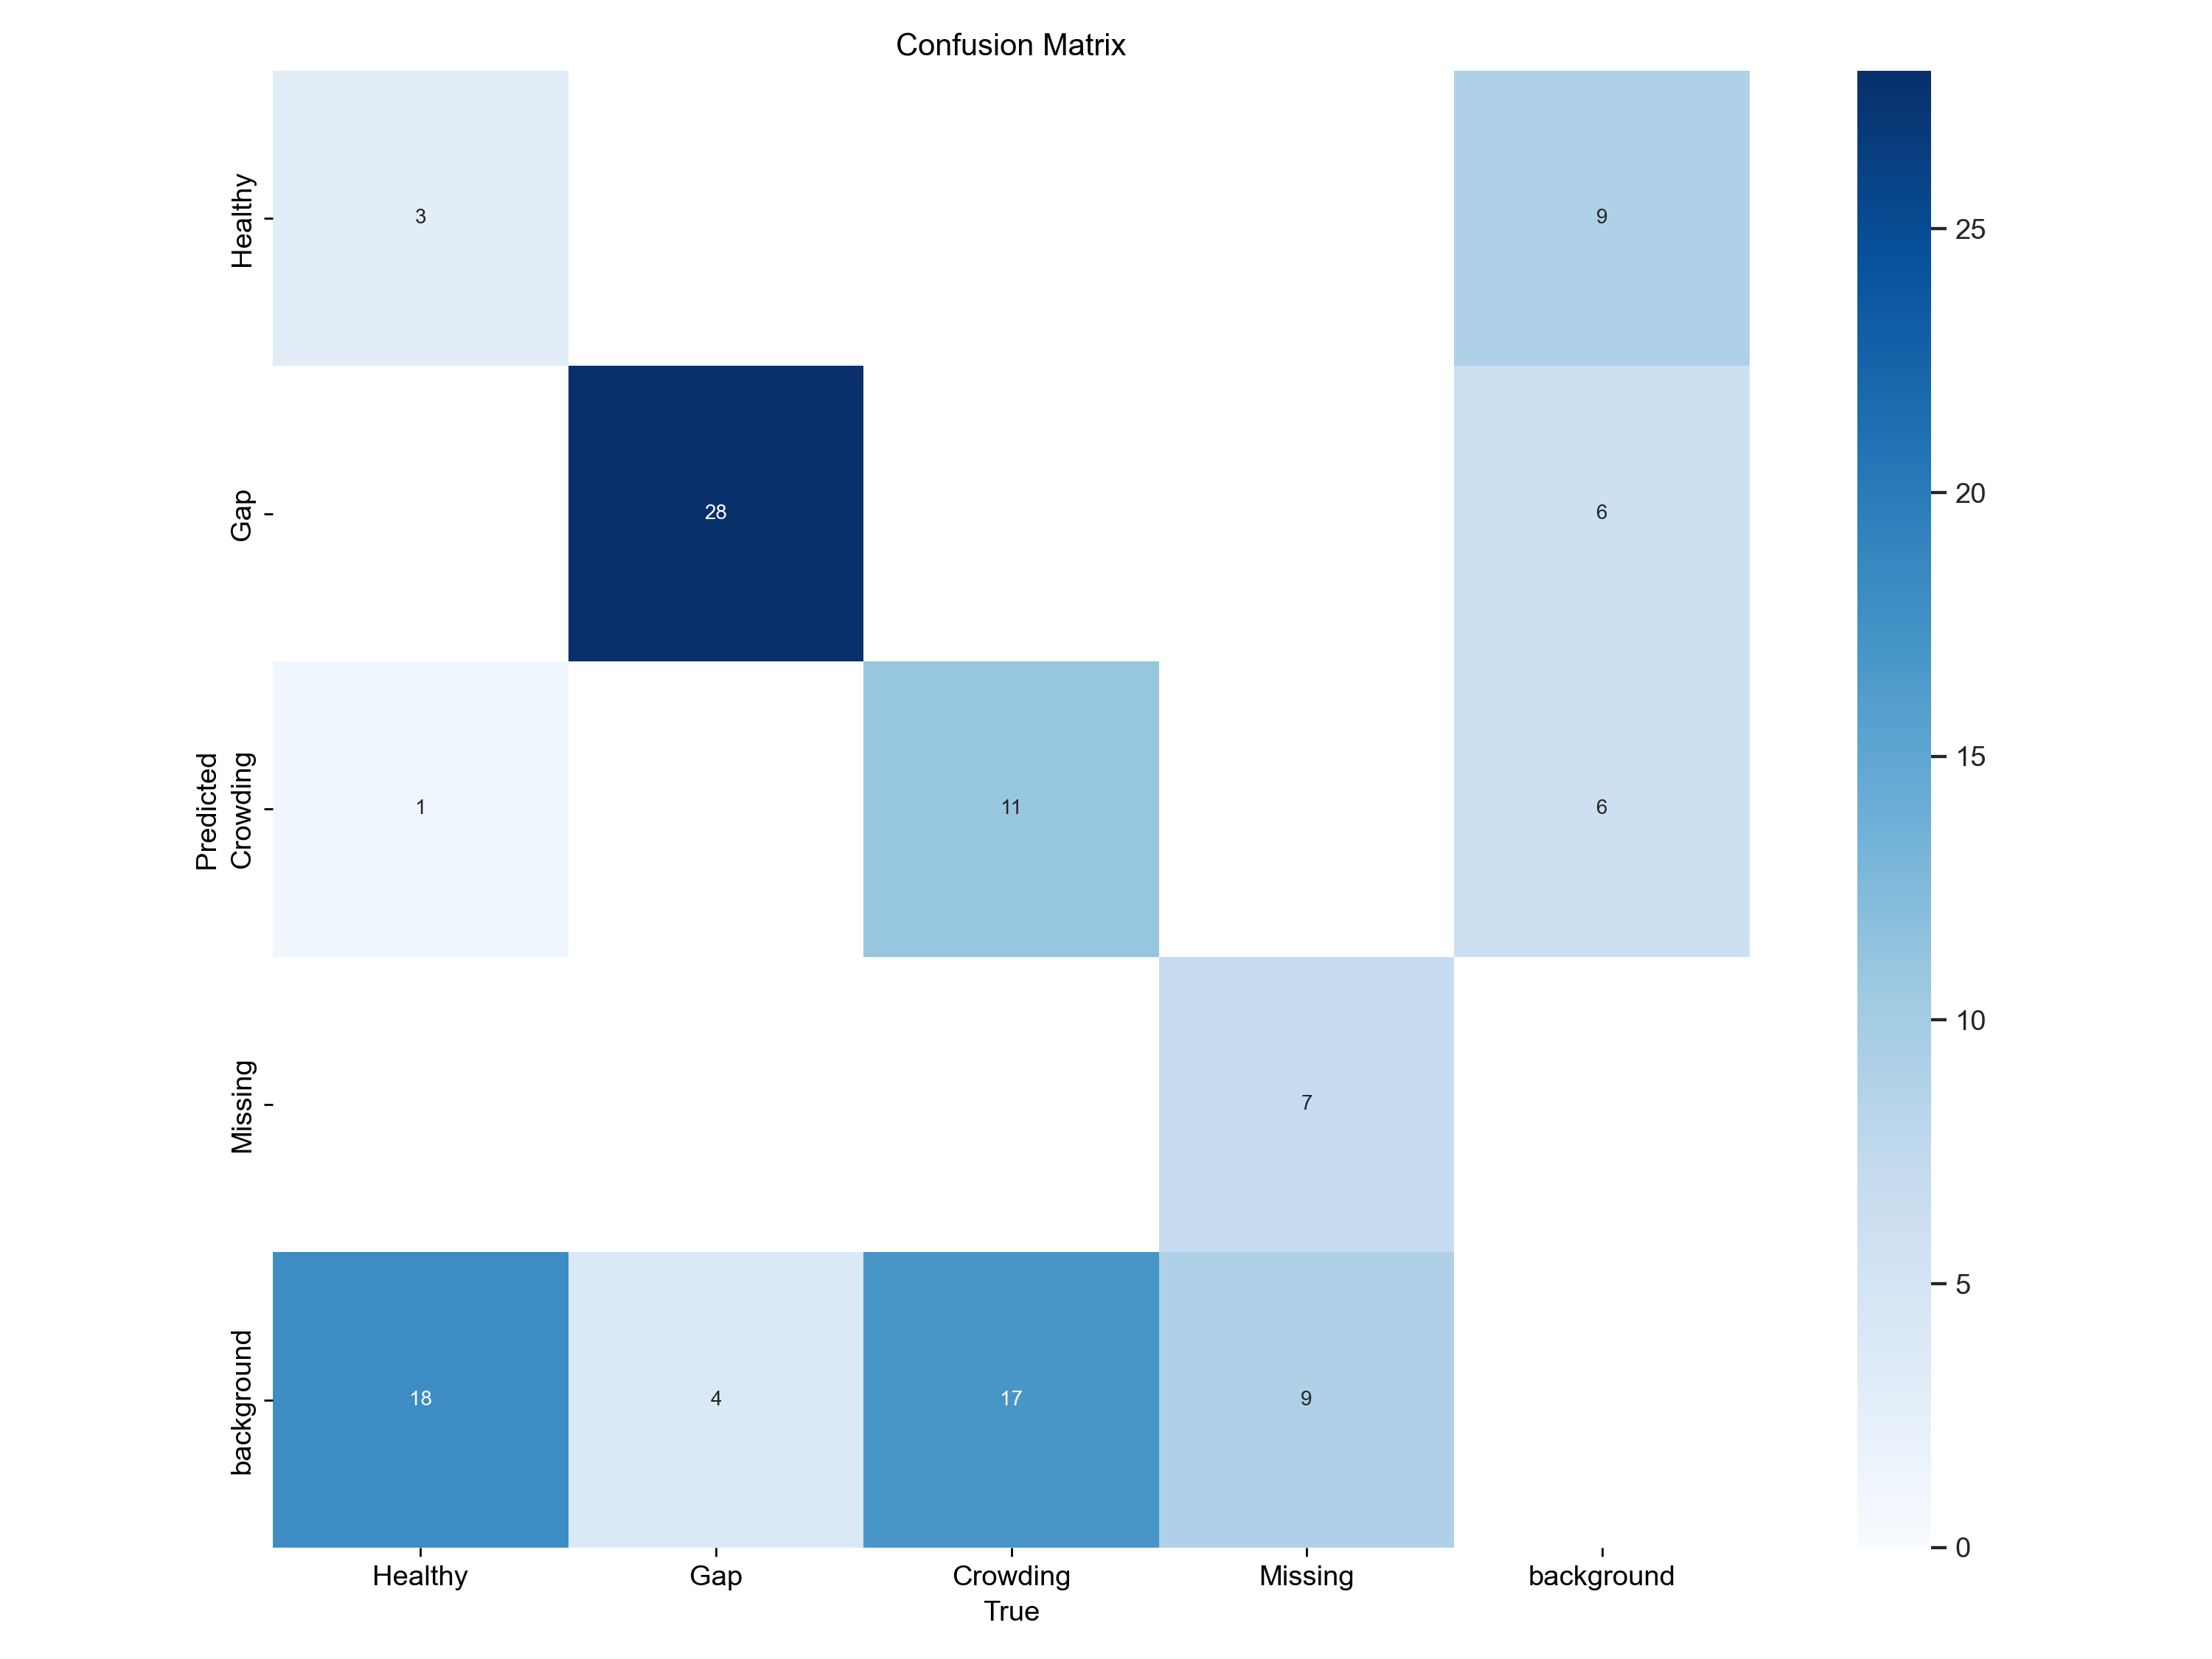 Confusion Matrix
Healthy
3
9
25
20
Gap
28
6
15
Predicted
Crowding
1
11
6
10
Missing
7
5
background
18
4
17
9
0
Healthy
Gap
Crowding
Missing
background
True